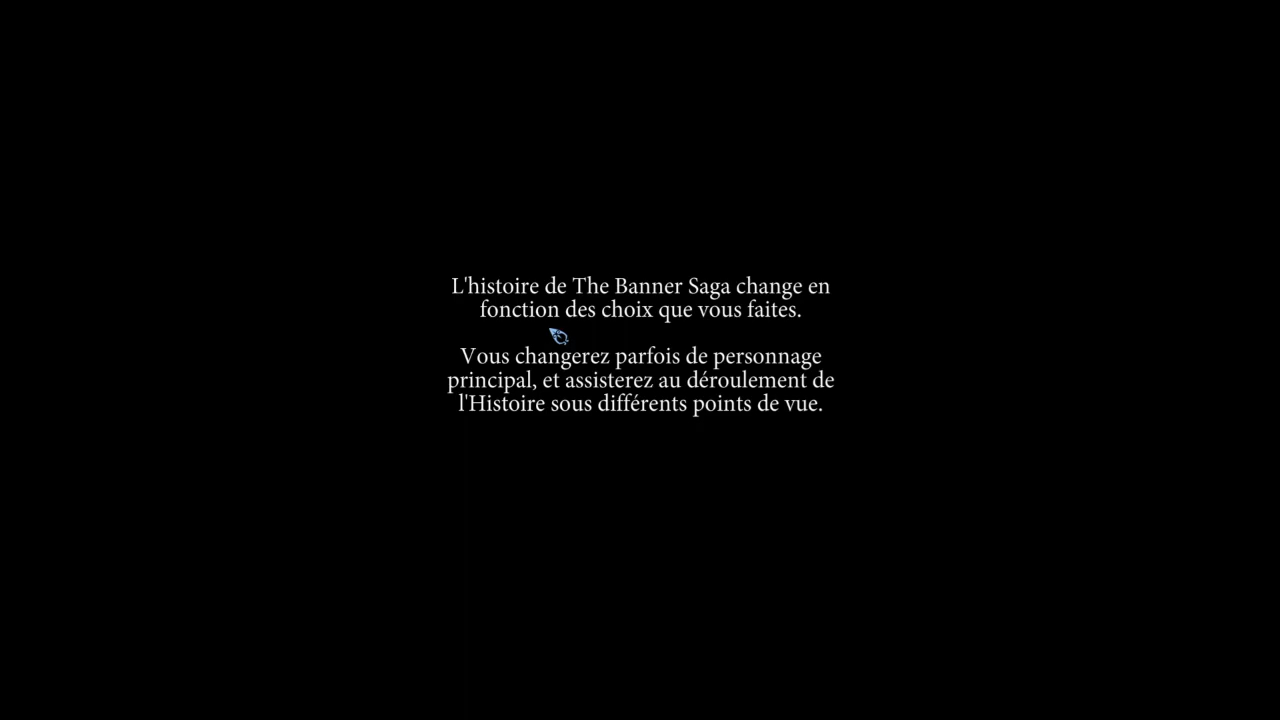 L'histoire de The Banner Saga change en
fonction des choix que vous faites.
Vous changerez parfois de personnage
principal, et assisterez au déroulement de
l'Histoire sous différents points de vue.